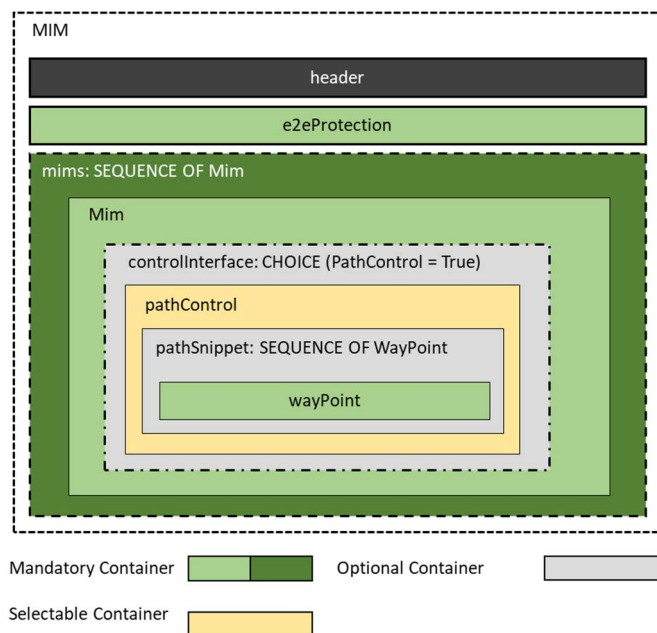 MIM
header
e2eProtection
mims: SEQUENCE OF Mim
Mim
controlInterface: CHOICE (PathControl = True)
pathControl
pathSnippet: SEQUENCE OF WayPoint
wayPoint
Mandatory Container
Optional Container
Selectable Container